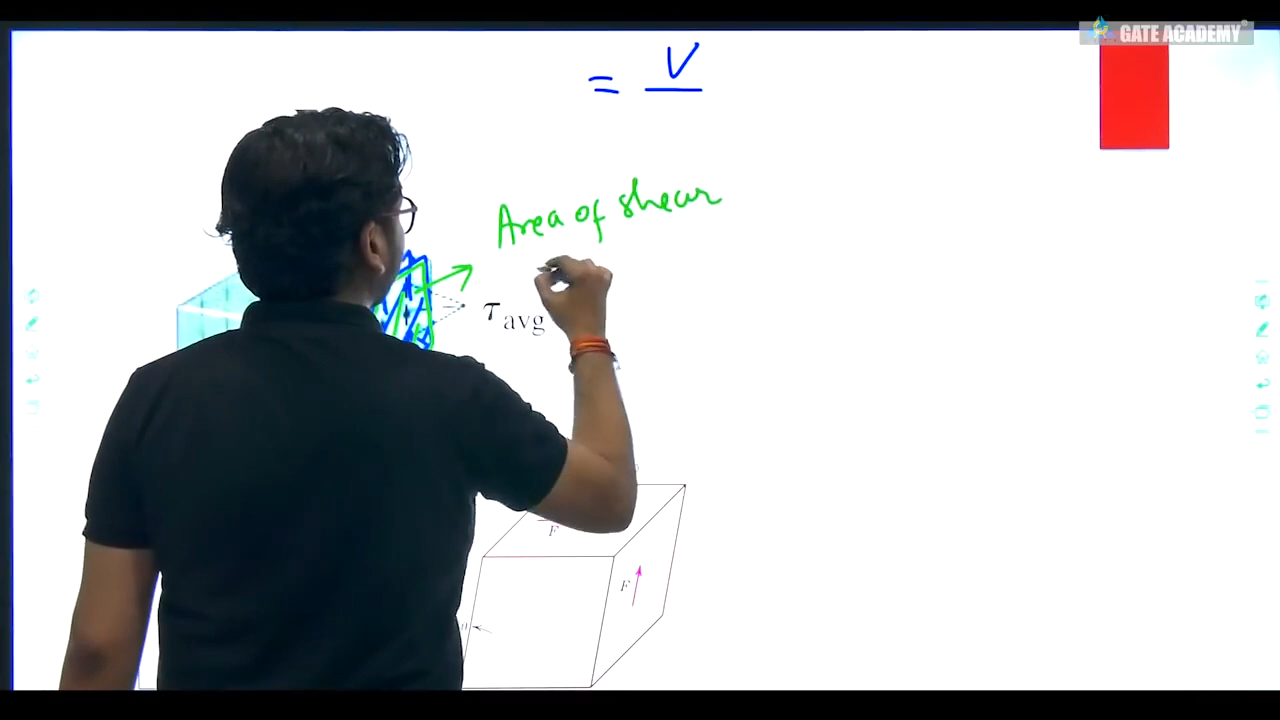 GATE ACADEMY
= V
Area of shear
τavg
F
F